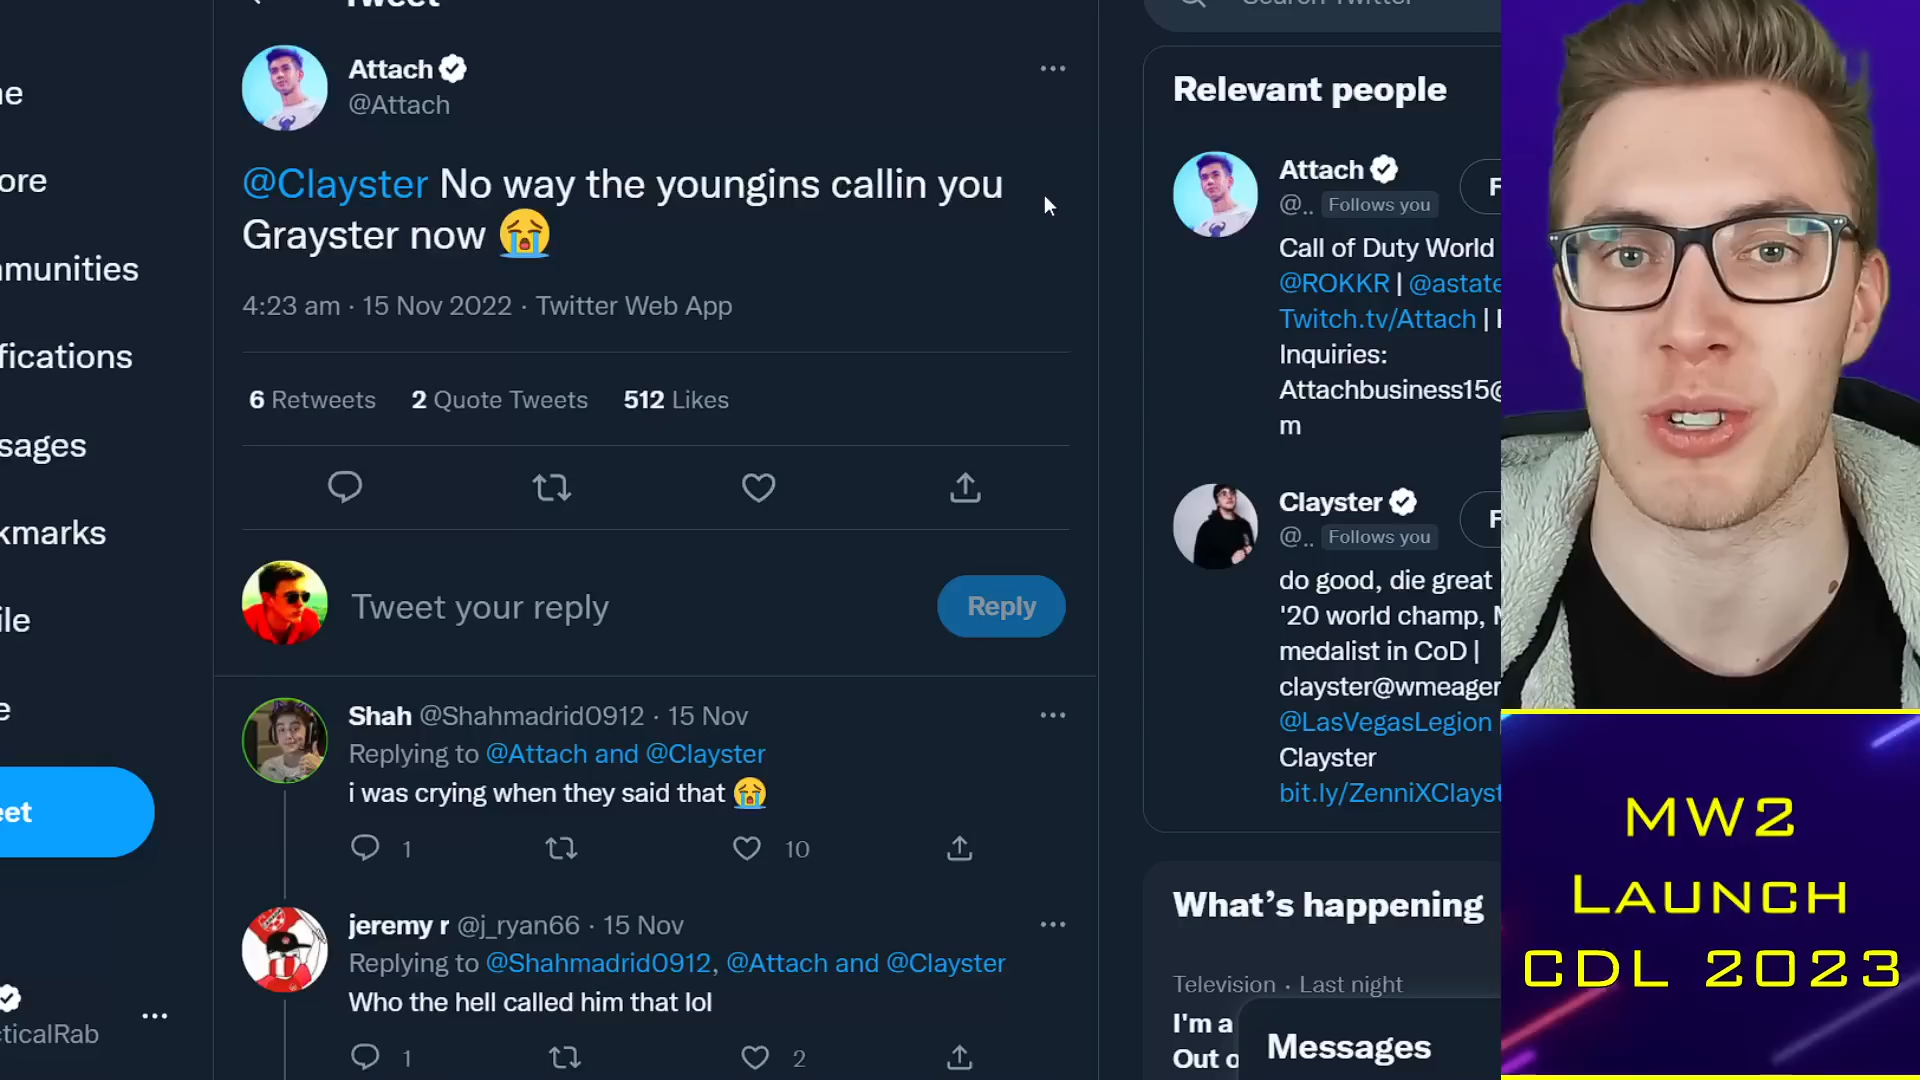 Tweet
Search Twitter
Attach
@Attach
@Clayster No way the youngins callin you
Grayster now
4:23 am · 15 Nov 2022 · Twitter Web App
6 Retweets 2 Quote Tweets 512 Likes
Tweet your reply
Reply
Shah @Shahmadrid0912 · 15 Nov
Replying to @Attach and @Clayster
i was crying when they said that
1
10
jeremy r @j_ryan66 · 15 Nov
Replying to @Shahmadrid0912, @Attach and @Clayster
Who the hell called him that lol
1
2
ne
ore
mmunities
ifications
sages
kmarks
ile
e
eet
cticalRab
Relevant people
Attach
@.. Follows you
F
Call of Duty World
@ROKKR | @astate
Twitch.tv/Attach |
Inquiries:
Attachbusiness15@
m
Clayster
@.. Follows you
F
do good, die great
'20 world champ,
medalist in CoD |
clayster@wmeager
@LasVegasLegion
Clayster
bit.ly/ZenniXClayst
What's happening
Television · Last night
I'm a
Out o
Messages
MW2
LAUNCH
CDL 2023